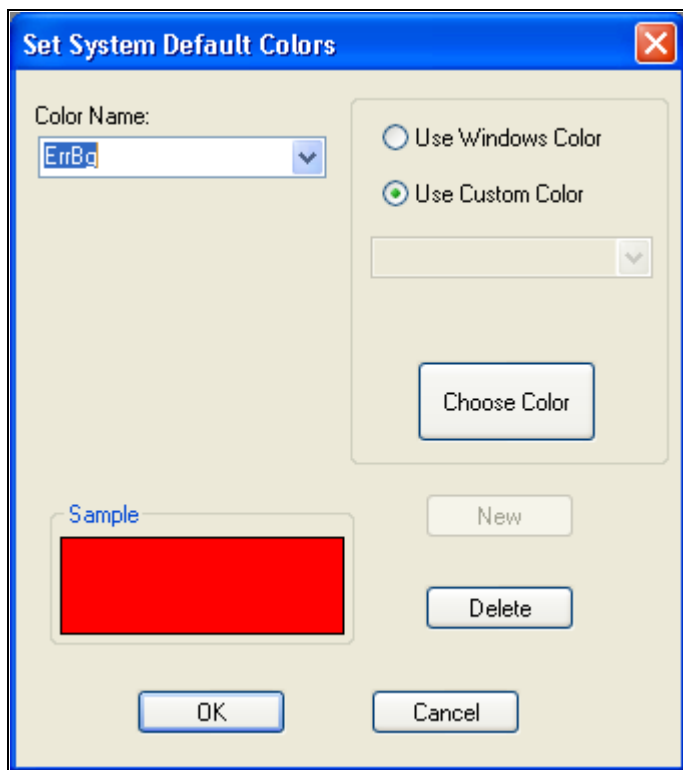 Set System Default Colors
Color Name:
ErrBg
Use Windows Color
Use Custom Color
Choose Color
Sample
New
Delete
OK
Cancel